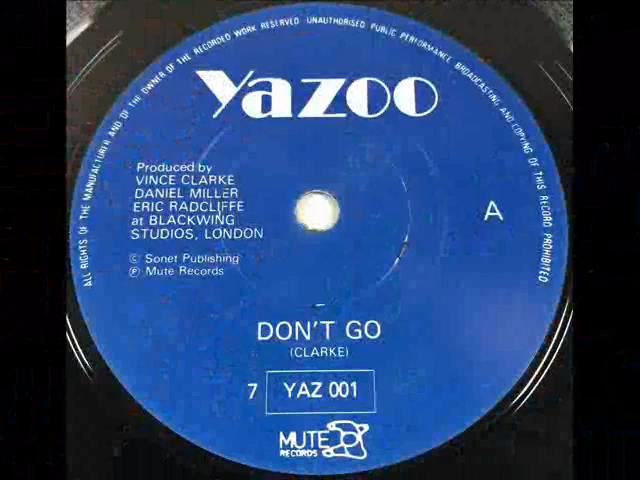 ALL RIGHTS OF THE MANUFACTURER AND OF THE OWNER OF THE RECORDED WORK RESERVED. UNAUTHORISED PUBLIC PERFORMANCE BROADCASTING AND COPYING OF THIS RECORD PROHIBITED
Yazoo
Produced by
VINCE CLARKE
DANIEL MILLER
ERIC RADCLIFFE
at BLACKWING
STUDIOS, LONDON
A
© Sonet Publishing
℗ Mute Records
DON'T GO
(CLARKE)
7 YAZ 001
MUTE
RECORDS